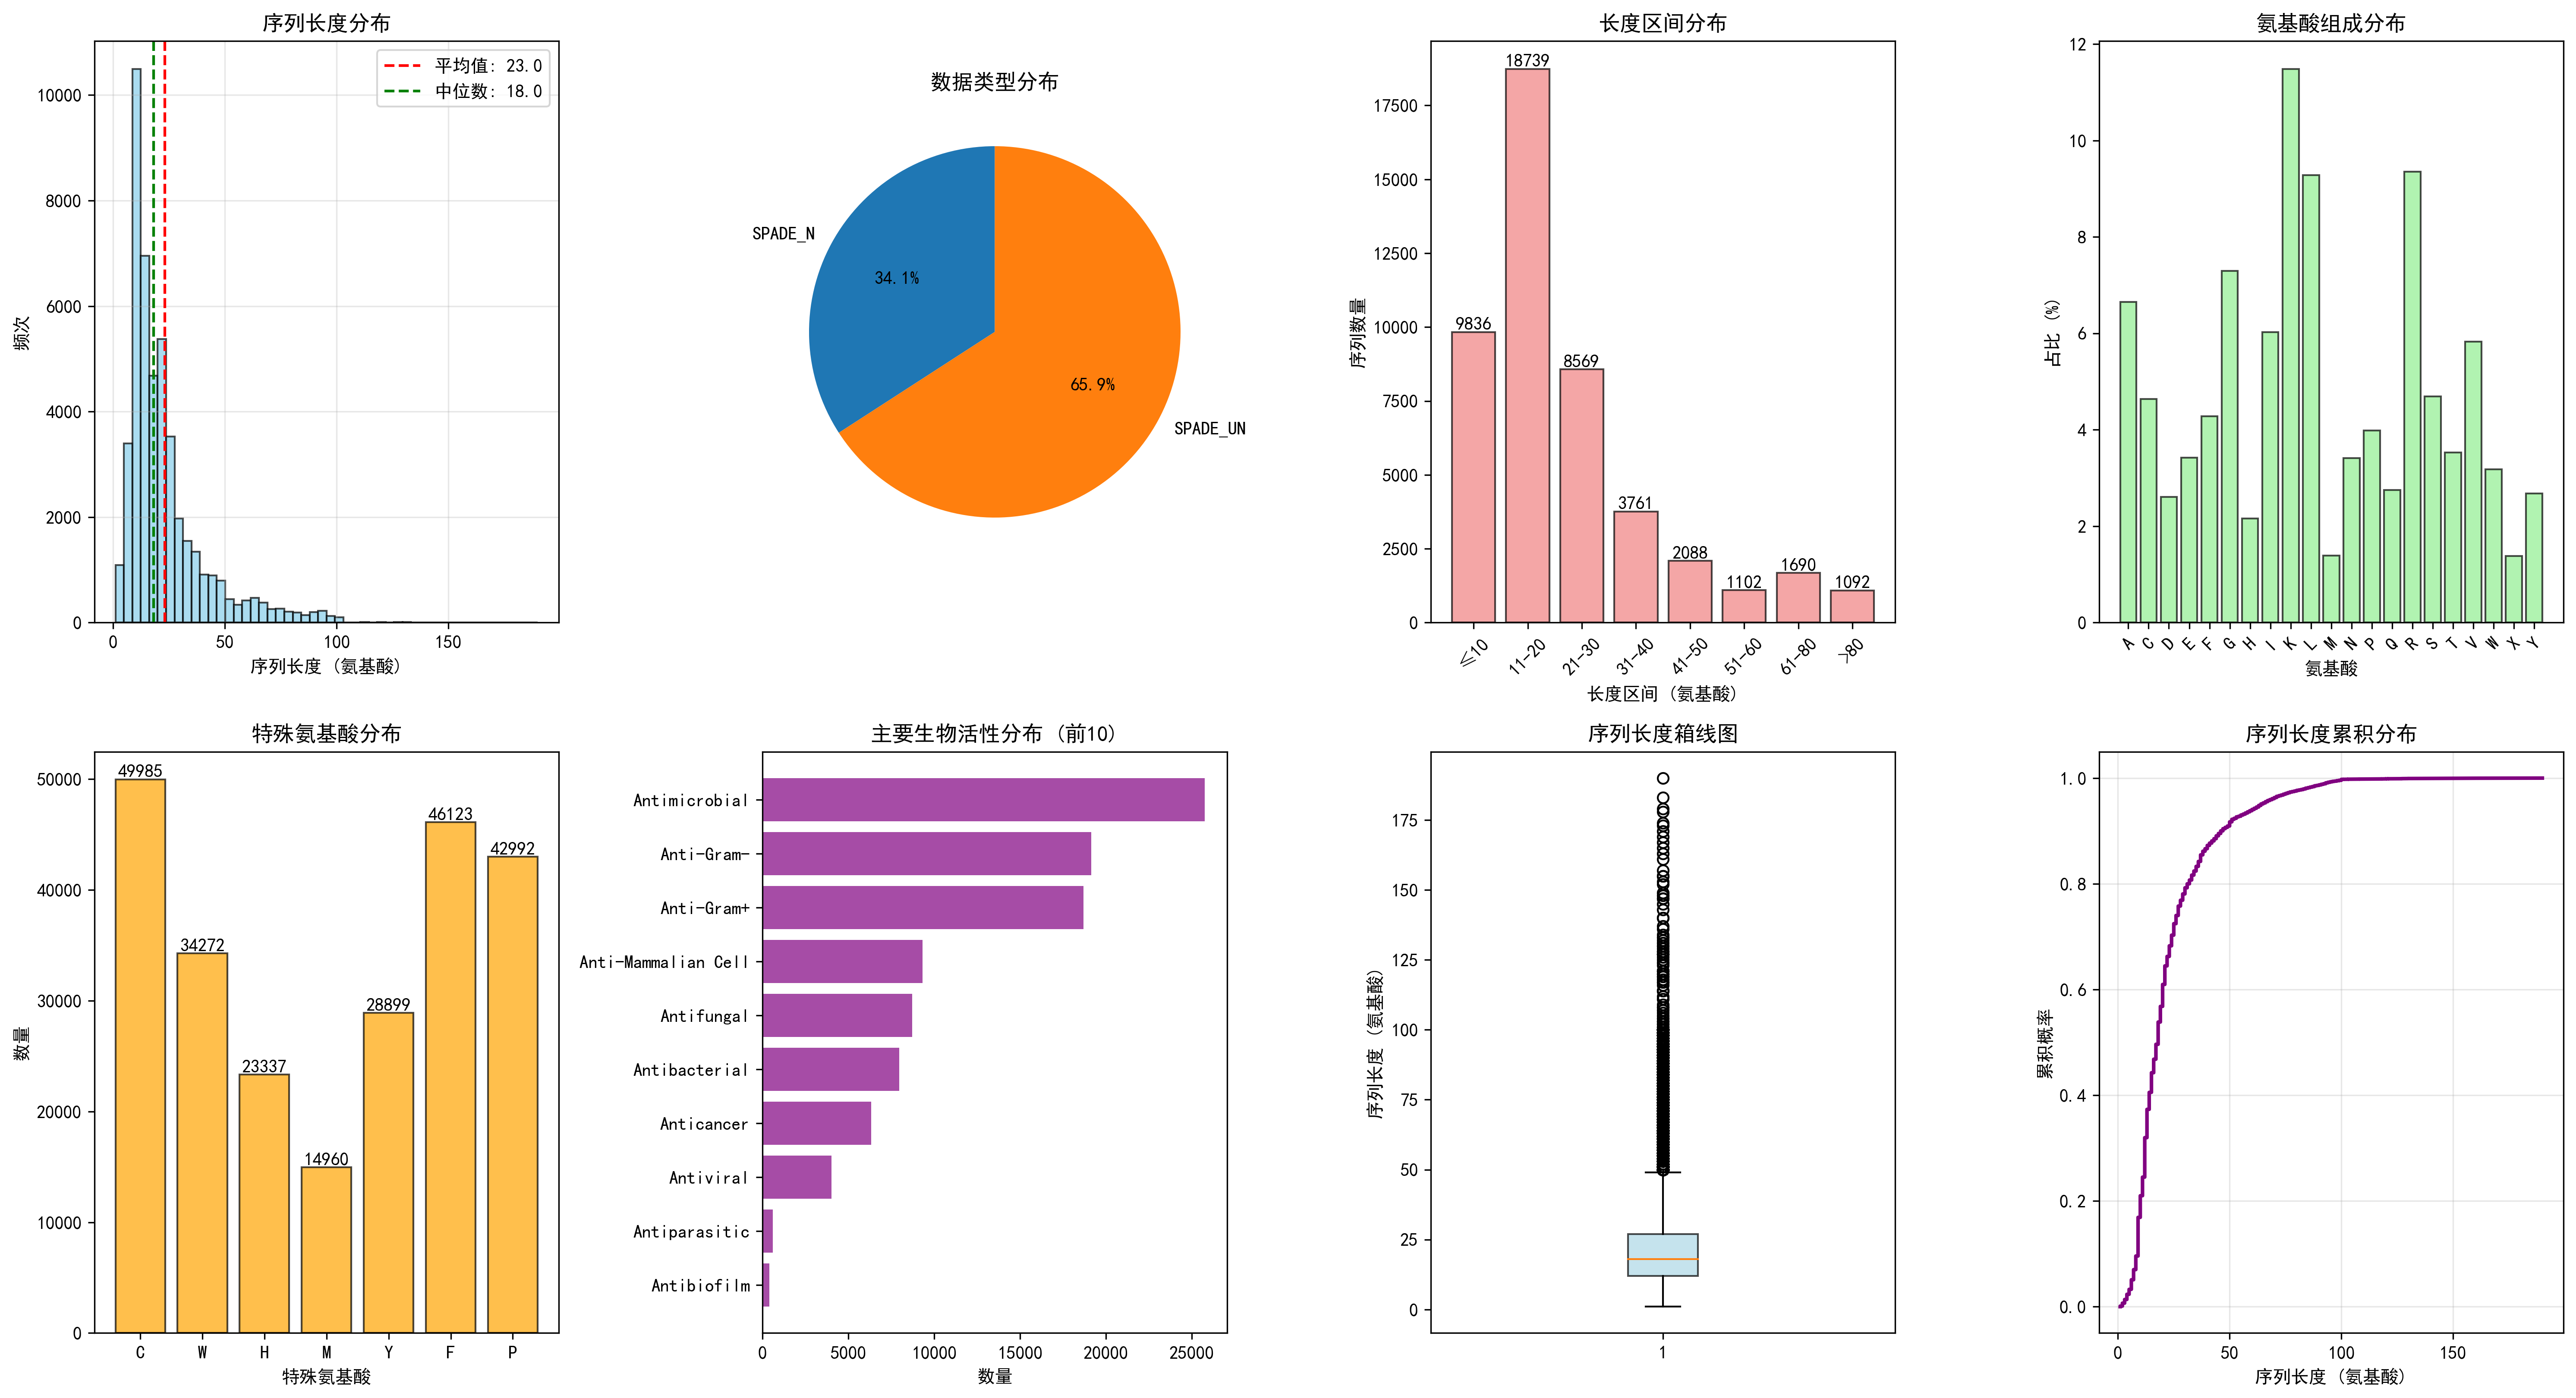 序列长度分布
平均值: 23.0
中位数: 18.0
频次
0
2000
4000
6000
8000
10000
0 50 100 150
序列长度 (氨基酸)
数据类型分布
SPADE_N
34.1%
65.9%
SPADE_UN
长度区间分布
序列数量
0
2500
5000
7500
10000
12500
15000
17500
9836
18739
8569
3761
2088
1102
1690
1092
≤10 11-20 21-30 31-40 41-50 51-60 61-80 >80
长度区间 (氨基酸)
氨基酸组成分布
占比 (%)
0
2
4
6
8
10
12
A C D E F G H I K L M N P Q R S T V W X Y
氨基酸
特殊氨基酸分布
数量
0
10000
20000
30000
40000
50000
49985
34272
23337
14960
28899
46123
42992
C W H M Y F P
特殊氨基酸
主要生物活性分布 (前10)
Antimicrobial
Anti-Gram-
Anti-Gram+
Anti-Mammalian Cell
Antifungal
Antibacterial
Anticancer
Antiviral
Antiparasitic
Antibiofilm
0 5000 10000 15000 20000 25000
数量
序列长度箱线图
序列长度 (氨基酸)
0
25
50
75
100
125
150
175
1
序列长度累积分布
累积概率
0.0
0.2
0.4
0.6
0.8
1.0
0 50 100 150
序列长度 (氨基酸)